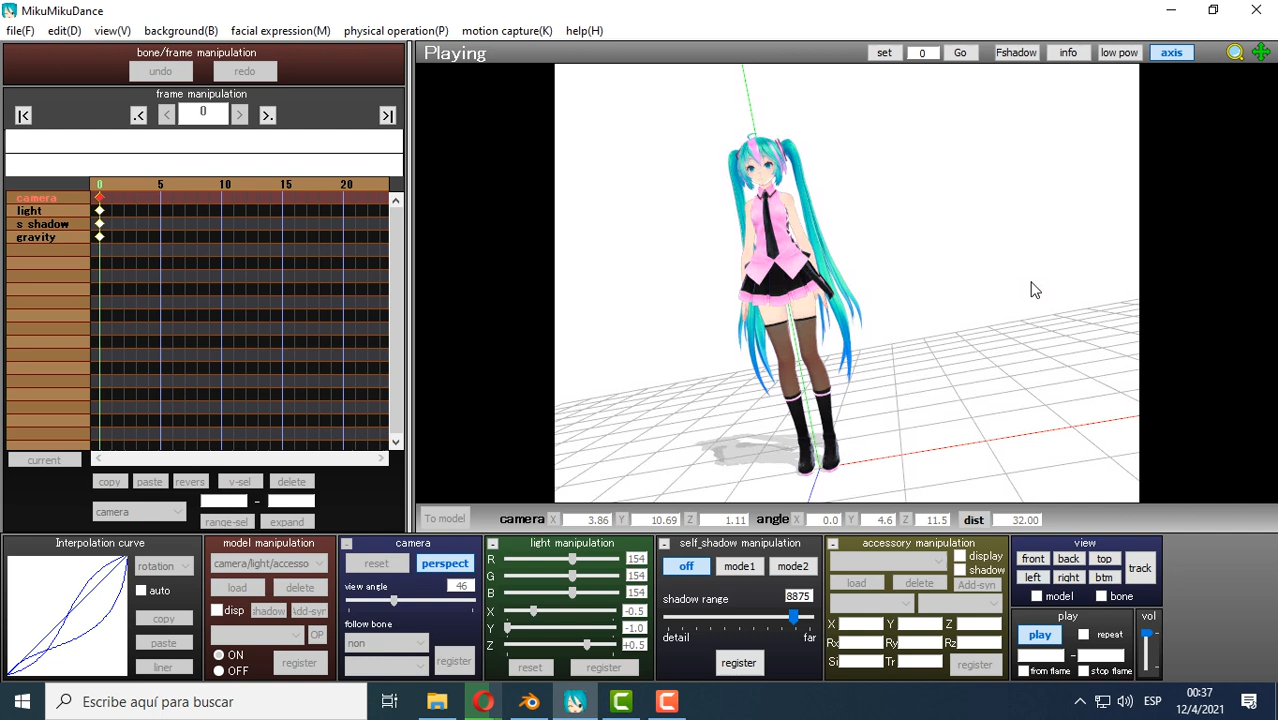 MikuMikuDance
file(F) edit(D) view(V) background(B) facial expression(M) physical operation(P) motion capture(K) help(H)
bone/frame manipulation
undo redo
frame manipulation
|< .< < 0 > >. >|
0 5 10 15 20
camera
light
s shadow
gravity
current
copy paste revers v-sel delete
camera -
range-sel expand
Playing set 0 Go Fshadow info low pow axis
To model camera X 3.86 Y 10.69 Z 1.11 angle X 0.0 Y 4.6 Z 11.5 dist 32.00
Interpolation curve
rotation
auto
copy
paste
liner
model manipulation
camera/light/accesso
load delete
disp shadow Add-syn
OP
ON
OFF
register
- camera
reset perspect
view angle 46
follow bone
non
register
- light manipulation
R 154
G 154
B 154
X -0.5
Y -1.0
Z +0.5
reset register
- self_shadow manipulation
off mode1 mode2
shadow range 8875
detail far
register
- accessory manipulation
display
shadow
load delete Add-syn
X Y Z
Rx Ry Rz
Si Tr register
view
front back top
left right btm
track
model bone
play
play repeat
-
from flame stop flame
vol
Escribe aquí para buscar
ESP
00:37
12/4/2021